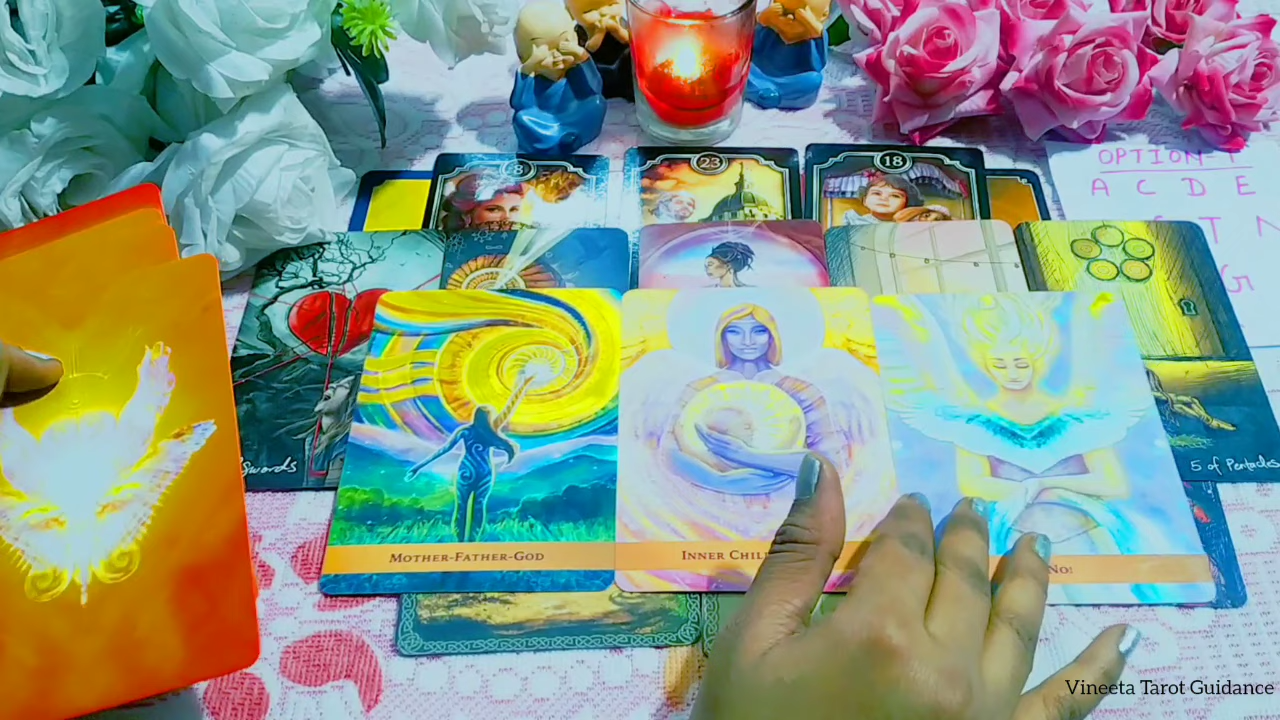 8
23
18
OPTION-1
A C D E
T N
G
Swords
5 of Pentacles
MOTHER-FATHER-GOD
INNER CHIL
NO!
Vineeta Tarot Guidance